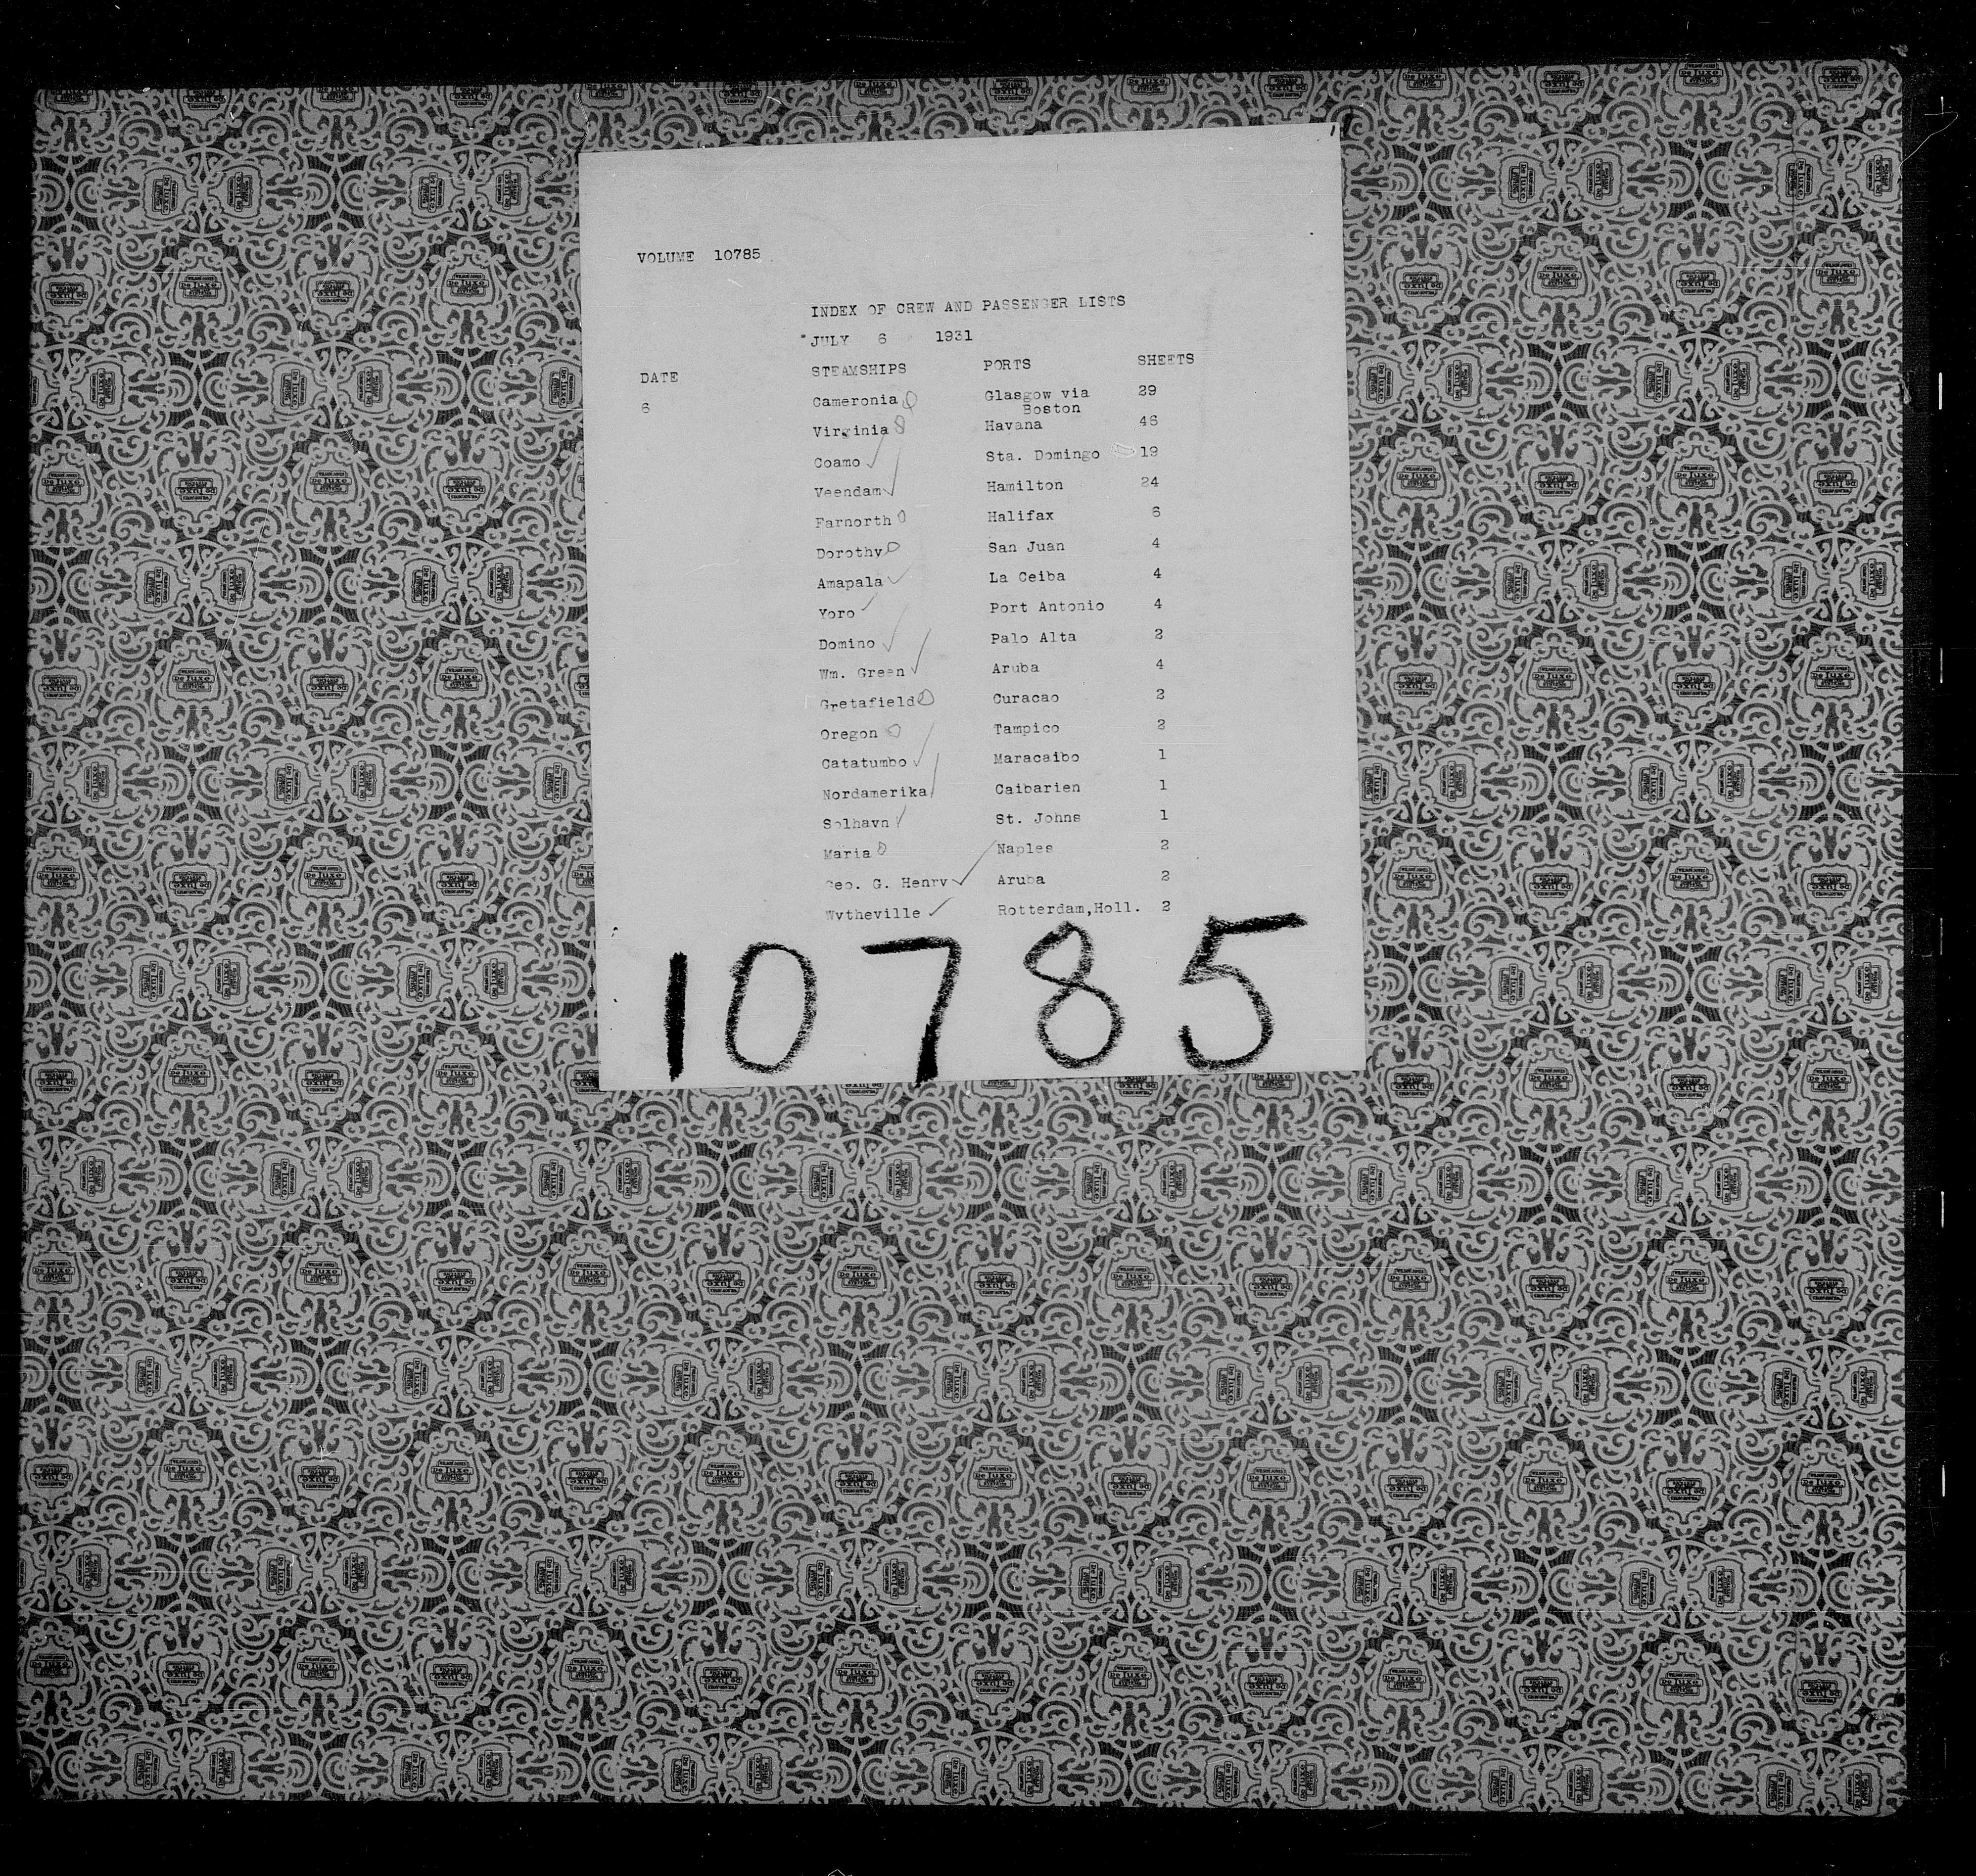 VOLUME 10785
INDEX OF CREW AND PASSENGER LISTS
JULY 6 1931
DATE STEAMSHIPS PORTS SHEETS
6 Cameronia Glasgow via Boston 29
Virginia Havana 46
Coamo Sta. Domingo 19
Veendam Hamilton 24
Farnorth Halifax 6
Dorothy San Juan 4
Amapala La Ceiba 4
Yoro Port Antonio 4
Domino Palo Alta 2
Wm. Green Aruba 4
Gretafield Curacao 2
Oregon Tampico 2
Catatumbo Maracaibo 1
Nordamerika Caibarien 1
Solhavn St. Johns 1
Maria Naples 2
Geo. G. Henry Aruba 2
Wytheville Rotterdam,Holl. 2
10785
De luxe